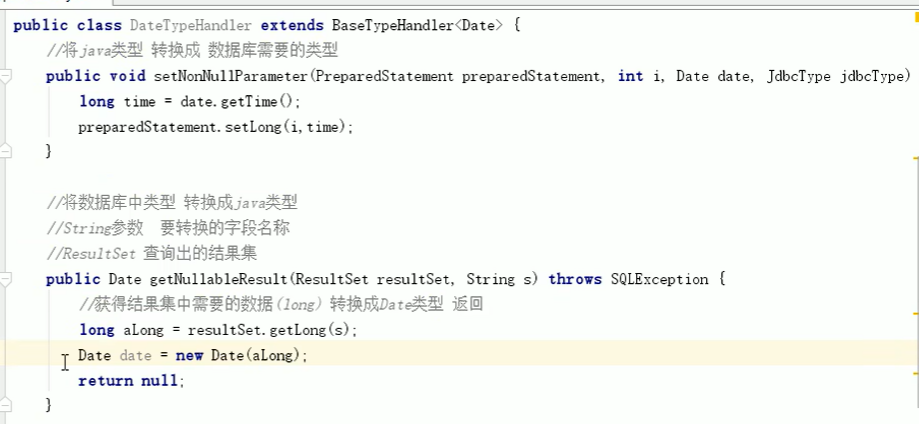 public class DateTypeHandler extends BaseTypeHandler<Date> {
//将java类型 转换成 数据库需要的类型
public void setNonNullParameter(PreparedStatement preparedStatement, int i, Date date, JdbcType jdbcType)
long time = date.getTime();
preparedStatement.setLong(i,time);
}
//将数据库中类型 转换成java类型
//String参数 要转换的字段名称
//ResultSet 查询出的结果集
public Date getNullableResult(ResultSet resultSet, String s) throws SQLException {
//获得结果集中需要的数据(long) 转换成Date类型 返回
long aLong = resultSet.getLong(s);
Date date = new Date(aLong);
return null;
}